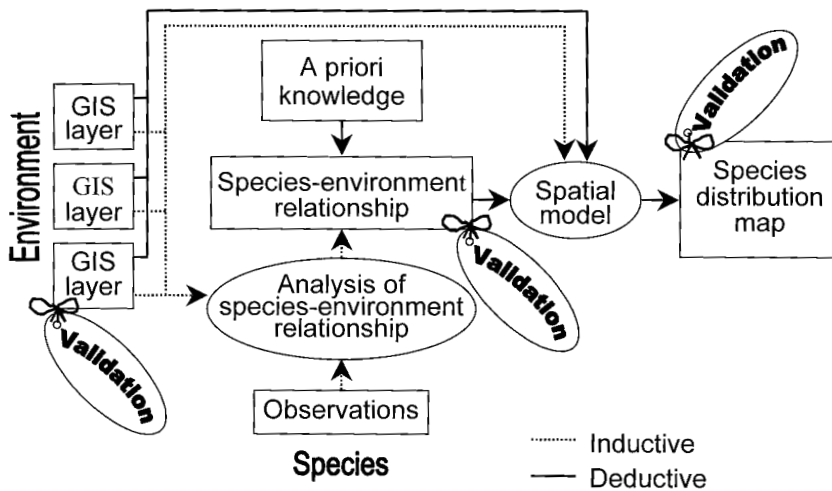 A priori
knowledge
Environment
GIS
layer
GIS
layer
GIS
layer
Validation
Species-environment
relationship
Validation
Analysis of
species-environment
relationship
Observations
Species
Spatial
model
Validation
Species
distribution
map
Inductive
Deductive